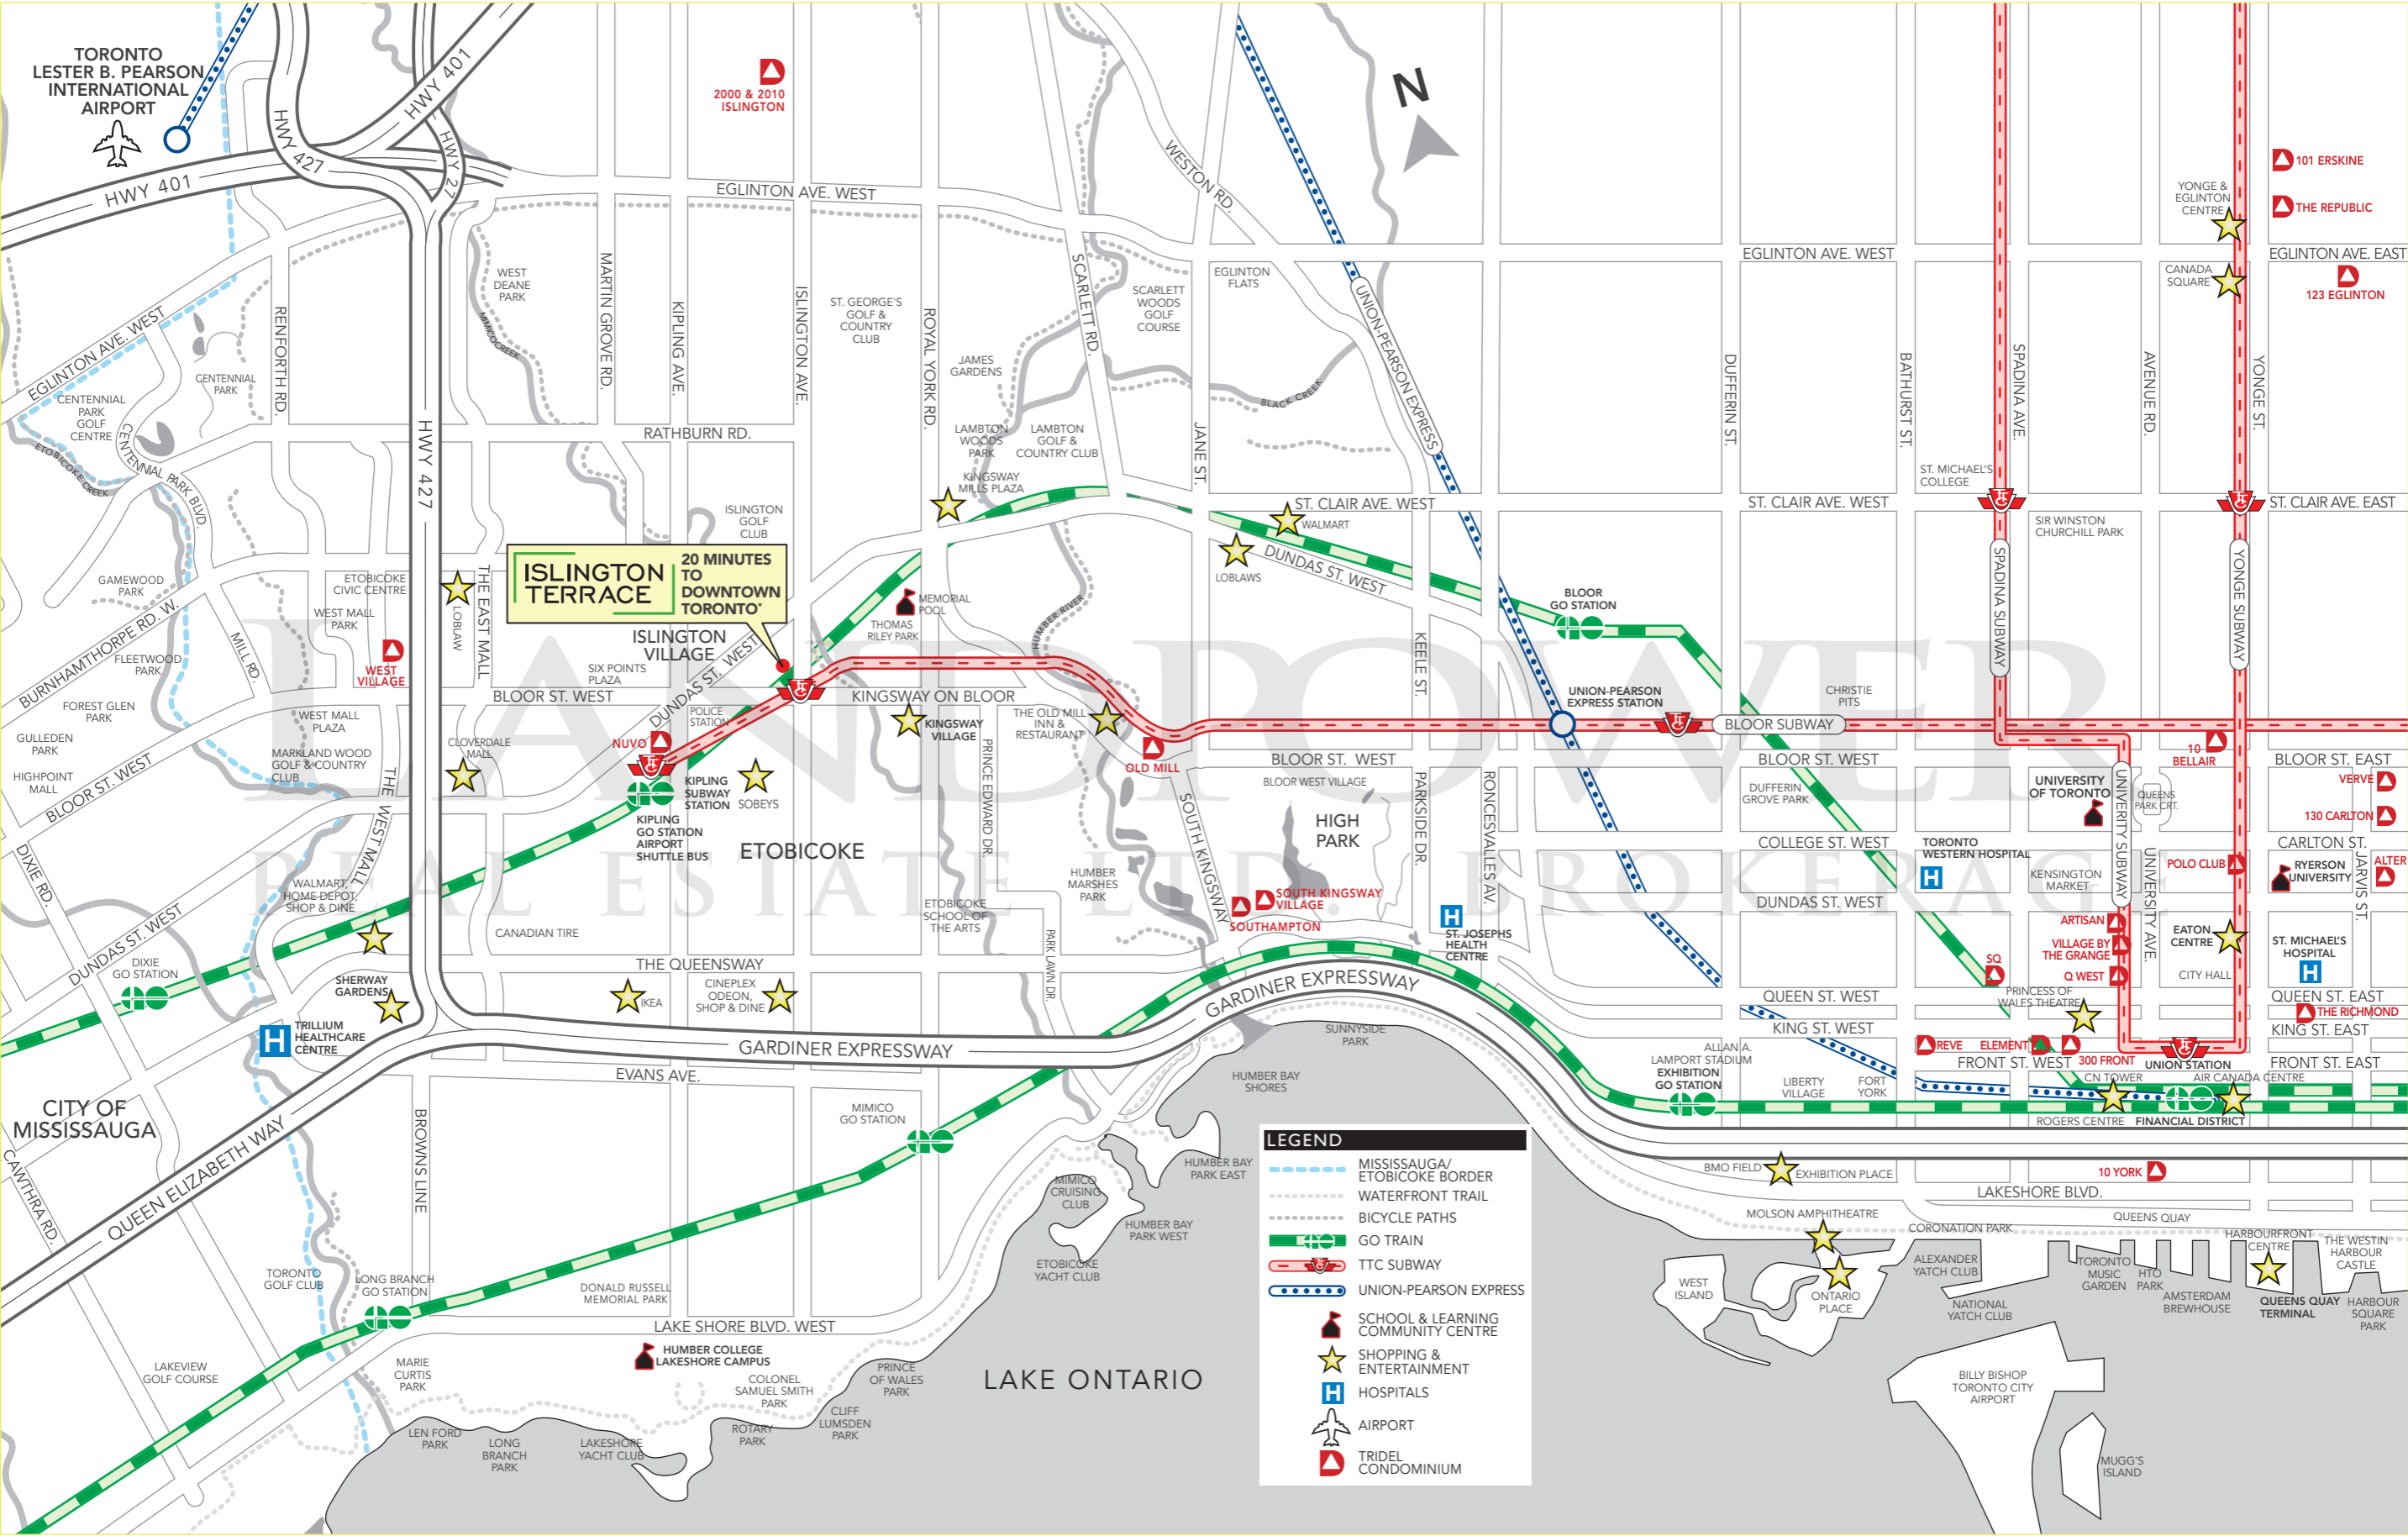 TORONTO
LESTER B. PEARSON
INTERNATIONAL
AIRPORT
HWY 401
HWY 427
HWY 401
HWY 27
2000 & 2010
ISLINGTON
EGLINTON AVE. WEST
WESTON RD.
N
101 ERSKINE
YONGE &
EGLINTON
CENTRE
THE REPUBLIC
EGLINTON AVE. WEST
EGLINTON AVE. EAST
CANADA
SQUARE
123 EGLINTON
WEST
DEANE
PARK
MIMICO CREEK
MARTIN GROVE RD.
KIPLING AVE.
ISLINGTON AVE.
ST. GEORGE'S
GOLF &
COUNTRY
CLUB
ROYAL YORK RD.
SCARLETT RD.
SCARLETT
WOODS
GOLF
COURSE
EGLINTON
FLATS
UNION-PEARSON EXPRESS
DUFFERIN ST.
BATHURST ST.
SPADINA AVE.
AVENUE RD.
YONGE ST.
EGLINTON AVE. WEST
RENFORTH RD.
CENTENNIAL
PARK
CENTENNIAL
PARK
GOLF
CENTRE
CENTENNIAL PARK BLVD.
ETOBICOKE CREEK
HWY 427
RATHBURN RD.
JAMES
GARDENS
LAMBTON
WOODS
PARK
LAMBTON
GOLF &
COUNTRY CLUB
BLACK CREEK
JANE ST.
KINGSWAY
MILLS PLAZA
ST. CLAIR AVE. WEST
WALMART
LOBLAWS
DUNDAS ST. WEST
ST. MICHAEL'S
COLLEGE
ST. CLAIR AVE. WEST
ST. CLAIR AVE. EAST
SIR WINSTON
CHURCHILL PARK
SPADINA SUBWAY
YONGE SUBWAY
ISLINGTON
GOLF
CLUB
ISLINGTON
TERRACE
20 MINUTES
TO
DOWNTOWN
TORONTO*
GAMEWOOD
PARK
ETOBICOKE
CIVIC CENTRE
WEST MALL
PARK
THE EAST MALL
LOBLAW
BURNHAMTHORPE RD. W.
FLEETWOOD
PARK
MILL RD.
WEST
VILLAGE
ISLINGTON
VILLAGE
SIX POINTS
PLAZA
DUNDAS ST. WEST
MEMORIAL
POOL
THOMAS
RILEY PARK
HUMBER RIVER
KEELE ST.
BLOOR
GO STATION
LANDPOWER
REAL ESTATE LTD. BROKERAGE
BLOOR ST. WEST
KINGSWAY ON BLOOR
FOREST GLEN
PARK
WEST MALL
PLAZA
GULLEDEN
PARK
MARKLAND WOOD
GOLF & COUNTRY
CLUB
HIGHPOINT
MALL
BLOOR ST. WEST
THE WEST MALL
CLOVERDALE
MALL
NUVO
POLICE
STATION
KIPLING
SUBWAY
STATION
KIPLING
GO STATION
AIRPORT
SHUTTLE BUS
SOBEYS
KINGSWAY
VILLAGE
PRINCE EDWARD DR.
THE OLD MILL
INN &
RESTAURANT
OLD MILL
UNION-PEARSON
EXPRESS STATION
BLOOR SUBWAY
CHRISTIE
PITS
10
BELLAIR
BLOOR ST. WEST
BLOOR ST. WEST
BLOOR ST. EAST
BLOOR WEST VILLAGE
SOUTH KINGSWAY
HIGH
PARK
PARKSIDE DR.
RONCESVALLES AV.
DUFFERIN
GROVE PARK
UNIVERSITY
OF TORONTO
UNIVERITY SUBWAY
QUEENS
PARK CRT.
VERVE
130 CARLTON
COLLEGE ST. WEST
CARLTON ST.
TORONTO
WESTERN HOSPITAL
KENSINGTON
MARKET
POLO CLUB
RYERSON
UNIVERSITY
JARVIS ST.
ALTER
UNIVERSITY AVE.
DIXIE RD.
ETOBICOKE
WALMART,
HOME DEPOT,
SHOP & DINE
DUNDAS ST. WEST
CANADIAN TIRE
ETOBICOKE
SCHOOL OF
THE ARTS
HUMBER
MARSHES
PARK
PARK LAWN DR.
SOUTH KINGSWAY
VILLAGE
SOUTHAMPTON
ST. JOSEPHS
HEALTH
CENTRE
DUNDAS ST. WEST
ARTISAN
VILLAGE BY
THE GRANGE
Q WEST
SQ
EATON
CENTRE
CITY HALL
ST. MICHAEL'S
HOSPITAL
DIXIE
GO STATION
SHERWAY
GARDENS
THE QUEENSWAY
IKEA
CINEPLEX
ODEON,
SHOP & DINE
GARDINER EXPRESSWAY
QUEEN ST. WEST
PRINCESS OF
WALES THEATRE
QUEEN ST. EAST
THE RICHMOND
TRILLIUM
HEALTHCARE
CENTRE
GARDINER EXPRESSWAY
SUNNYSIDE
PARK
KING ST. WEST
KING ST. EAST
REVE
ELEMENT
300 FRONT
UNION STATION
FRONT ST. WEST
FRONT ST. EAST
EVANS AVE.
HUMBER BAY
SHORES
ALLAN A.
LAMPORT STADIUM
EXHIBITION
GO STATION
LIBERTY
VILLAGE
FORT
YORK
CN TOWER
AIR CANADA CENTRE
ROGERS CENTRE
FINANCIAL DISTRICT
CITY OF
MISSISSAUGA
CAWTHRA RD.
QUEEN ELIZABETH WAY
BROWNS LINE
MIMICO
GO STATION
MIMICO
CRUISING
CLUB
HUMBER BAY
PARK EAST
HUMBER BAY
PARK WEST
ETOBICOKE
YACHT CLUB
LEGEND
MISSISSAUGA/
ETOBICOKE BORDER
WATERFRONT TRAIL
BICYCLE PATHS
GO TRAIN
TTC SUBWAY
UNION-PEARSON EXPRESS
SCHOOL & LEARNING
COMMUNITY CENTRE
SHOPPING &
ENTERTAINMENT
H HOSPITALS
AIRPORT
TRIDEL
CONDOMINIUM
BMO FIELD
EXHIBITION PLACE
10 YORK
LAKESHORE BLVD.
MOLSON AMPHITHEATRE
CORONATION PARK
QUEENS QUAY
HARBOURFRONT
CENTRE
THE WESTIN
HARBOUR
CASTLE
WEST
ISLAND
ONTARIO
PLACE
ALEXANDER
YATCH CLUB
NATIONAL
YATCH CLUB
TORONTO
MUSIC
GARDEN
HTO
PARK
AMSTERDAM
BREWHOUSE
QUEENS QUAY
TERMINAL
HARBOUR
SQUARE
PARK
TORONTO
GOLF CLUB
LONG BRANCH
GO STATION
DONALD RUSSELL
MEMORIAL PARK
LAKE SHORE BLVD. WEST
HUMBER COLLEGE
LAKESHORE CAMPUS
LAKEVIEW
GOLF COURSE
MARIE
CURTIS
PARK
COLONEL
SAMUEL SMITH
PARK
PRINCE
OF WALES
PARK
LAKE ONTARIO
LEN FORD
PARK
LONG
BRANCH
PARK
LAKESHORE
YACHT CLUB
ROTARY
PARK
CLIFF
LUMSDEN
PARK
BILLY BISHOP
TORONTO CITY
AIRPORT
MUGG'S
ISLAND